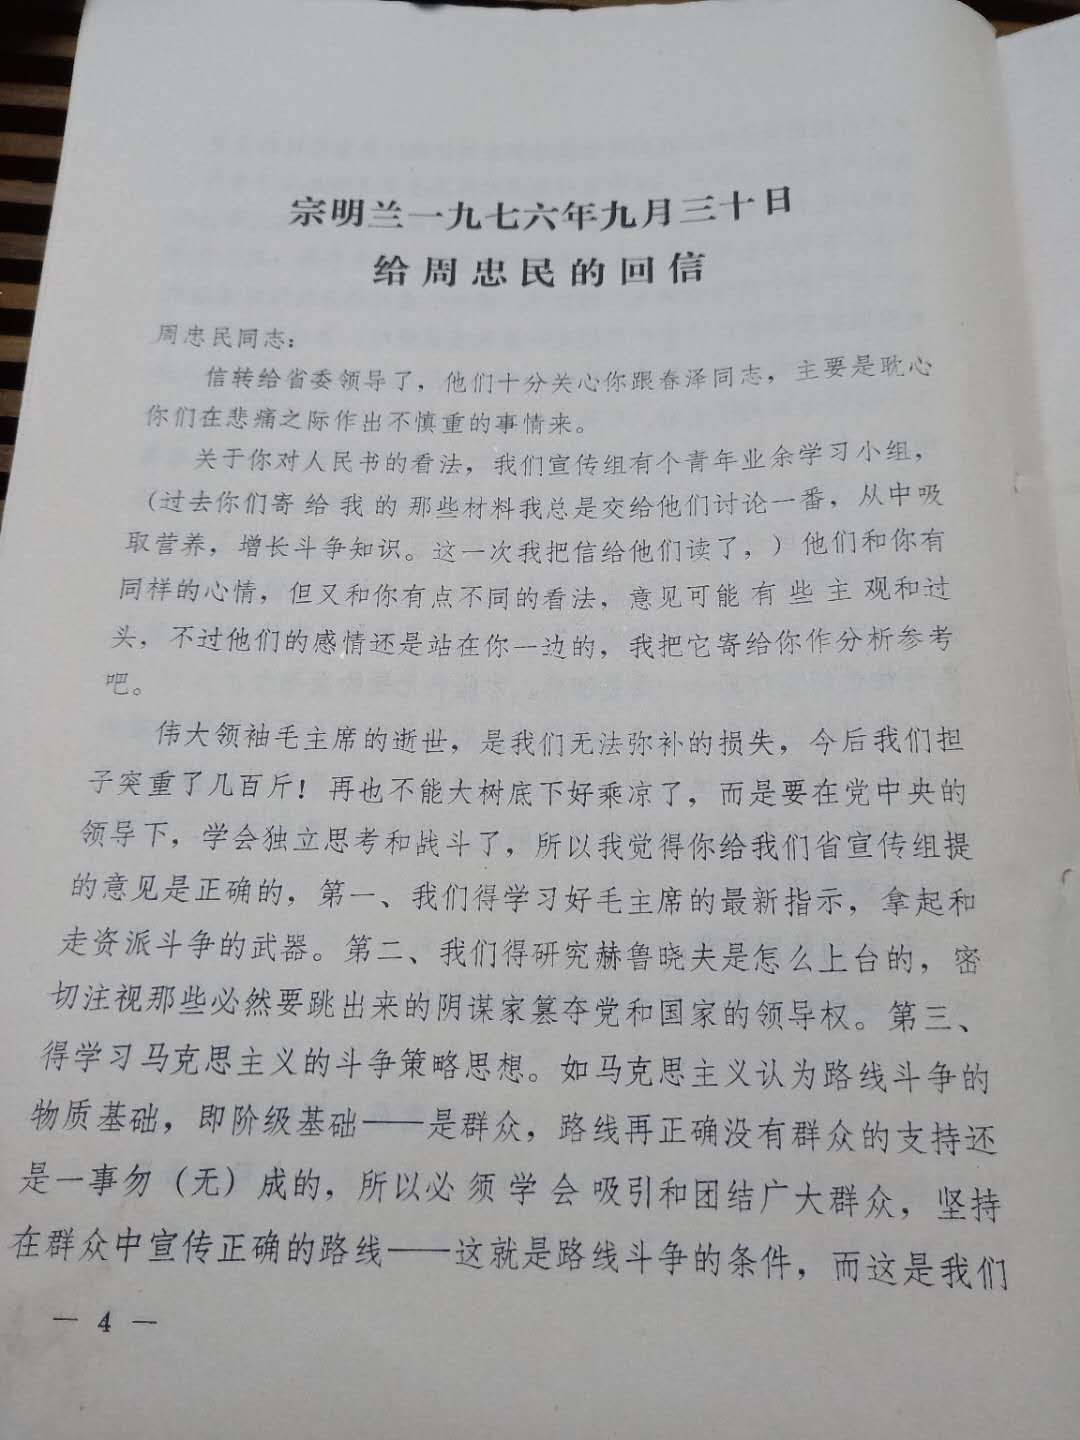 宗明兰一九七六年九月三十日
给周忠民的回信
周忠民同志：
信转给省委领导了，他们十分关心你跟春泽同志，主要是耽心
你们在悲痛之际作出不慎重的事情来。
关于你对人民书的看法，我们宣传组有个青年业余学习小组，
（过去你们寄给我的那些材料我总是交给他们讨论一番，从中吸
取营养，增长斗争知识。这一次我把信给他们读了，）他们和你有
同样的心情，但又和你有点不同的看法，意见可能有些主观和过
头，不过他们的感情还是站在你一边的，我把它寄给你作分析参考
吧。
伟大领袖毛主席的逝世，是我们无法弥补的损失，今后我们担
子突重了几百斤！再也不能大树底下好乘凉了，而是要在党中央的
领导下，学会独立思考和战斗了，所以我觉得你给我们省宣传组提
的意见是正确的，第一、我们得学习好毛主席的最新指示，拿起和
走资派斗争的武器。第二、我们得研究赫鲁晓夫是怎么上台的，密
切注视那些必然要跳出来的阴谋家篡夺党和国家的领导权。第三、
得学习马克思主义的斗争策略思想。如马克思主义认为路线斗争的
物质基础，即阶级基础——是群众，路线再正确没有群众的支持还
是一事勿（无）成的，所以必须学会吸引和团结广大群众，坚持
在群众中宣传正确的路线——这就是路线斗争的条件，而这是我们
— 4 —